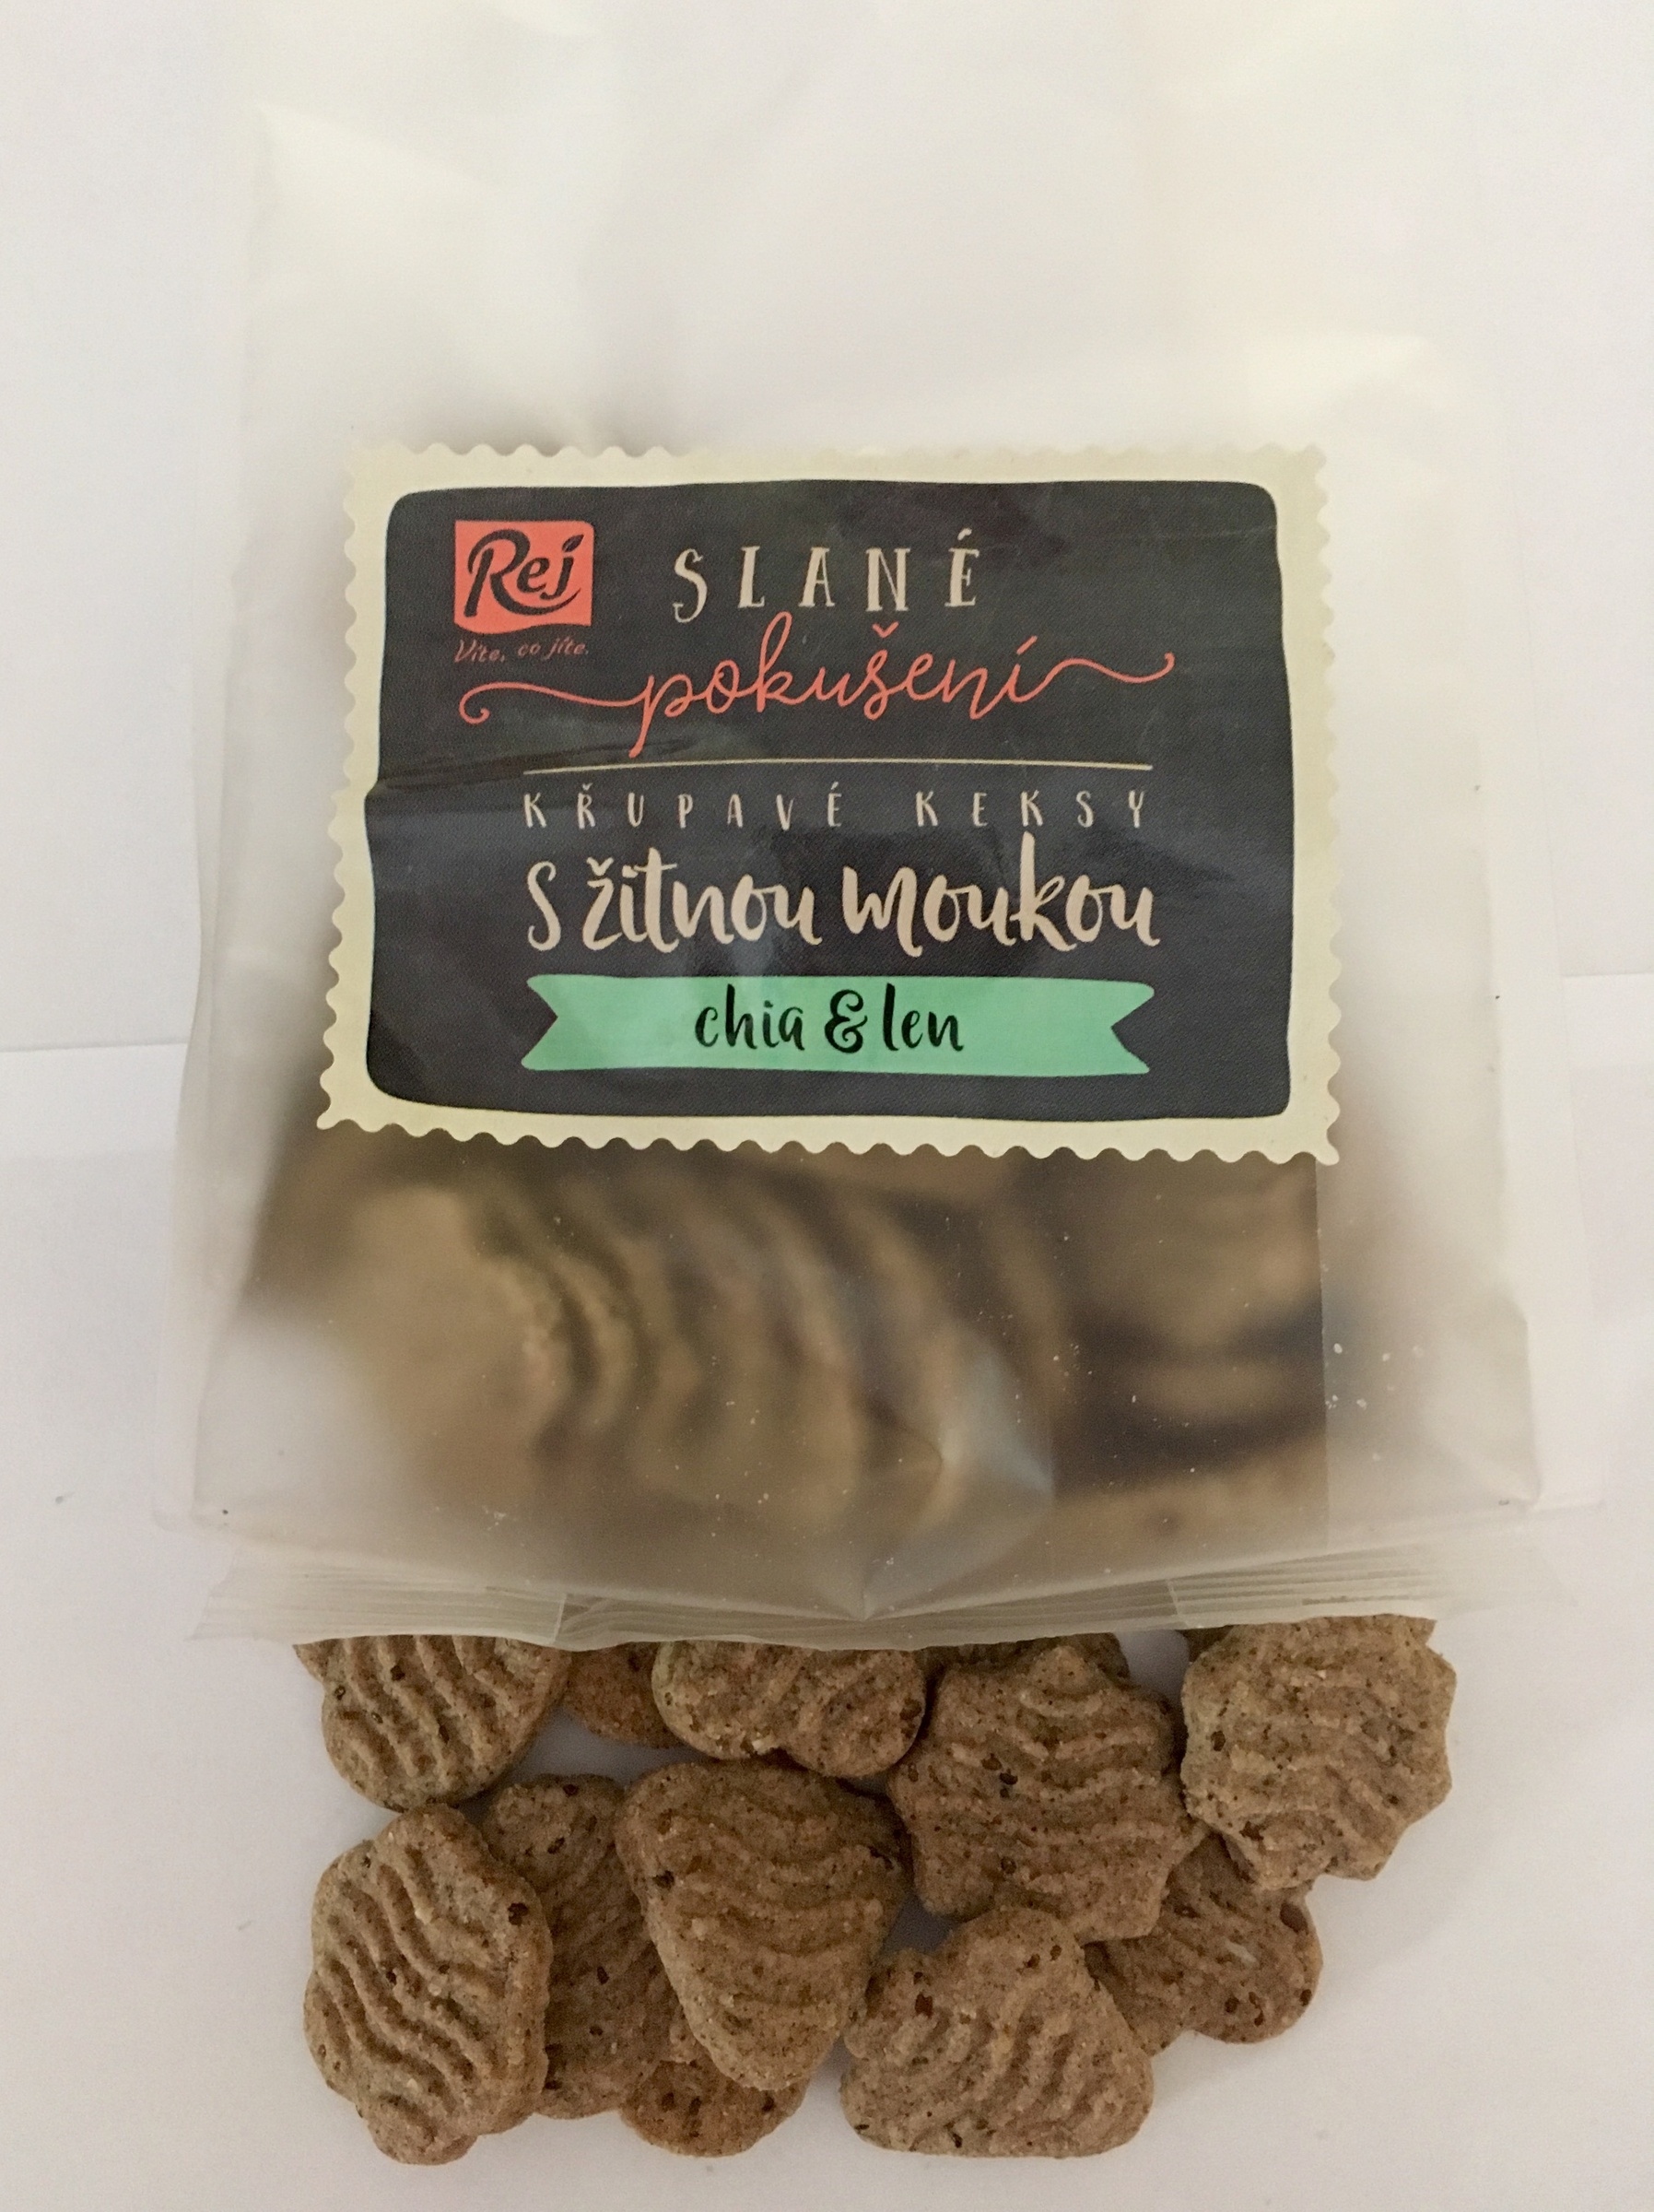 Rej
Víte, co jíte.
SLANÉ
pokušení
KŘUPAVÉ KEKSY
S žitnou moukou
chia & len